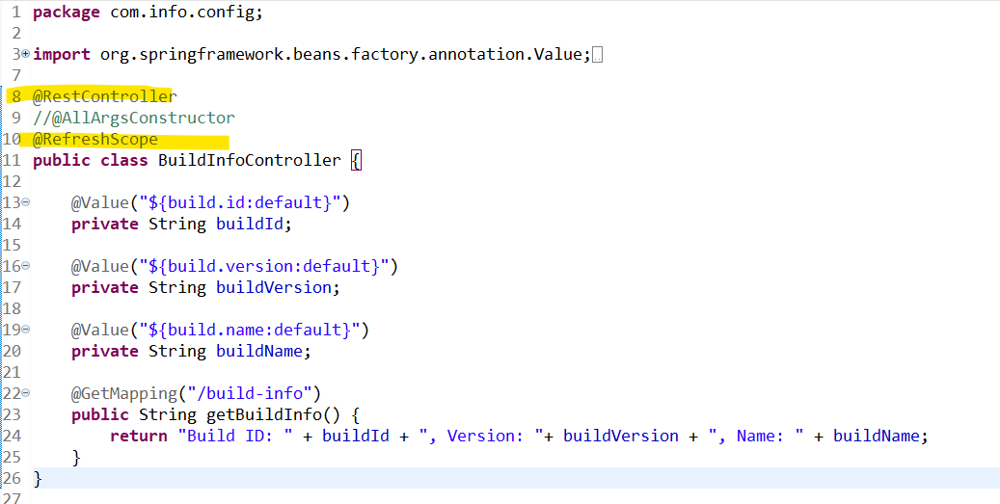 1 package com.info.config;
2
3 import org.springframework.beans.factory.annotation.Value;
7
8 @RestController
9 //@AllArgsConstructor
10 @RefreshScope
11 public class BuildInfoController {
12
13 @Value("${build.id:default}")
14 private String buildId;
15
16 @Value("${build.version:default}")
17 private String buildVersion;
18
19 @Value("${build.name:default}")
20 private String buildName;
21
22 @GetMapping("/build-info")
23 public String getBuildInfo() {
24 return "Build ID: " + buildId + ", Version: "+ buildVersion + ", Name: " + buildName;
25 }
26 }
27